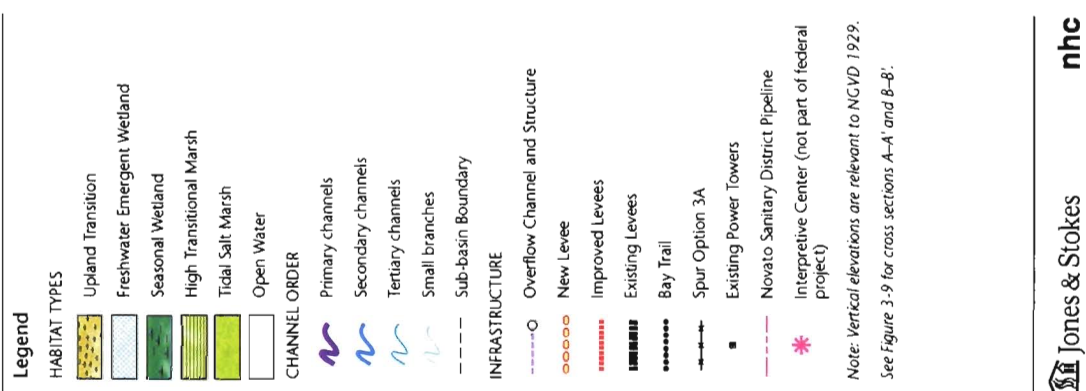 Legend
HABITAT TYPES
Upland Transition
Freshwater Emergent Wetland
Seasonal Wetland
High Transitional Marsh
Tidal Salt Marsh
Open Water
CHANNEL ORDER
Primary channels
Secondary channels
Tertiary channels
Small branches
Sub-basin Boundary
INFRASTRUCTURE
Overflow Channel and Structure
New Levee
Improved Levees
Existing Levees
Bay Trail
Spur Option 3A
Existing Power Towers
Novato Sanitary District Pipeline
Interpretive Center (not part of federal
project)
Note: Vertical elevations are relevant to NGVD 1929.
See Figure 3-9 for cross sections A–A' and B–B'.
Jones & Stokes
nhc